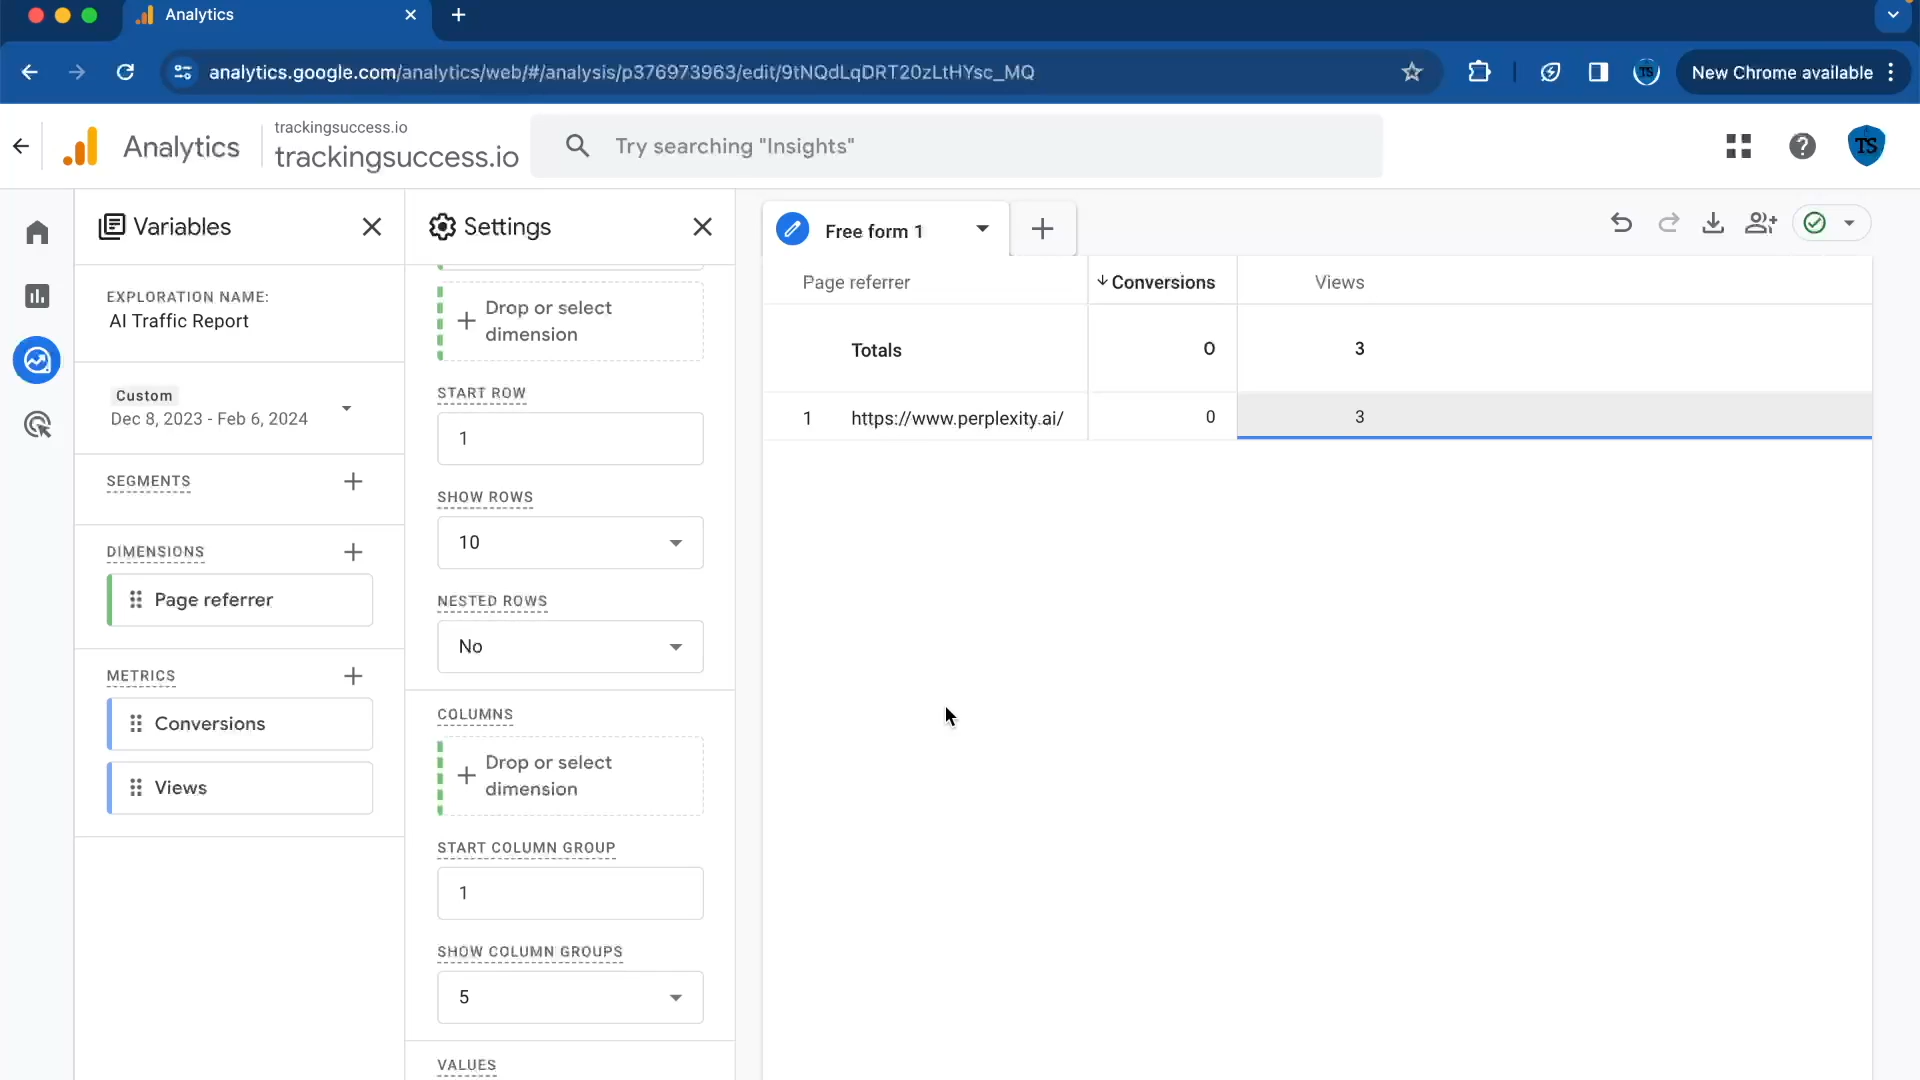 Analytics
analytics.google.com/analytics/web/#/analysis/p376973963/edit/9tNQdLqDRT20zLtHYsc_MQ
TS
New Chrome available
Analytics
trackingsuccess.io
trackingsuccess.io
Try searching "Insights"
TS
Variables
EXPLORATION NAME:
AI Traffic Report
Custom
Dec 8, 2023 - Feb 6, 2024
SEGMENTS
DIMENSIONS
Page referrer
METRICS
Conversions
Views
Settings
Drop or select
dimension
START ROW
1
SHOW ROWS
10
NESTED ROWS
No
COLUMNS
Drop or select
dimension
START COLUMN GROUP
1
SHOW COLUMN GROUPS
5
VALUES
Free form 1
Page referrer
Conversions
Views
Totals
0
3
1
https://www.perplexity.ai/
0
3